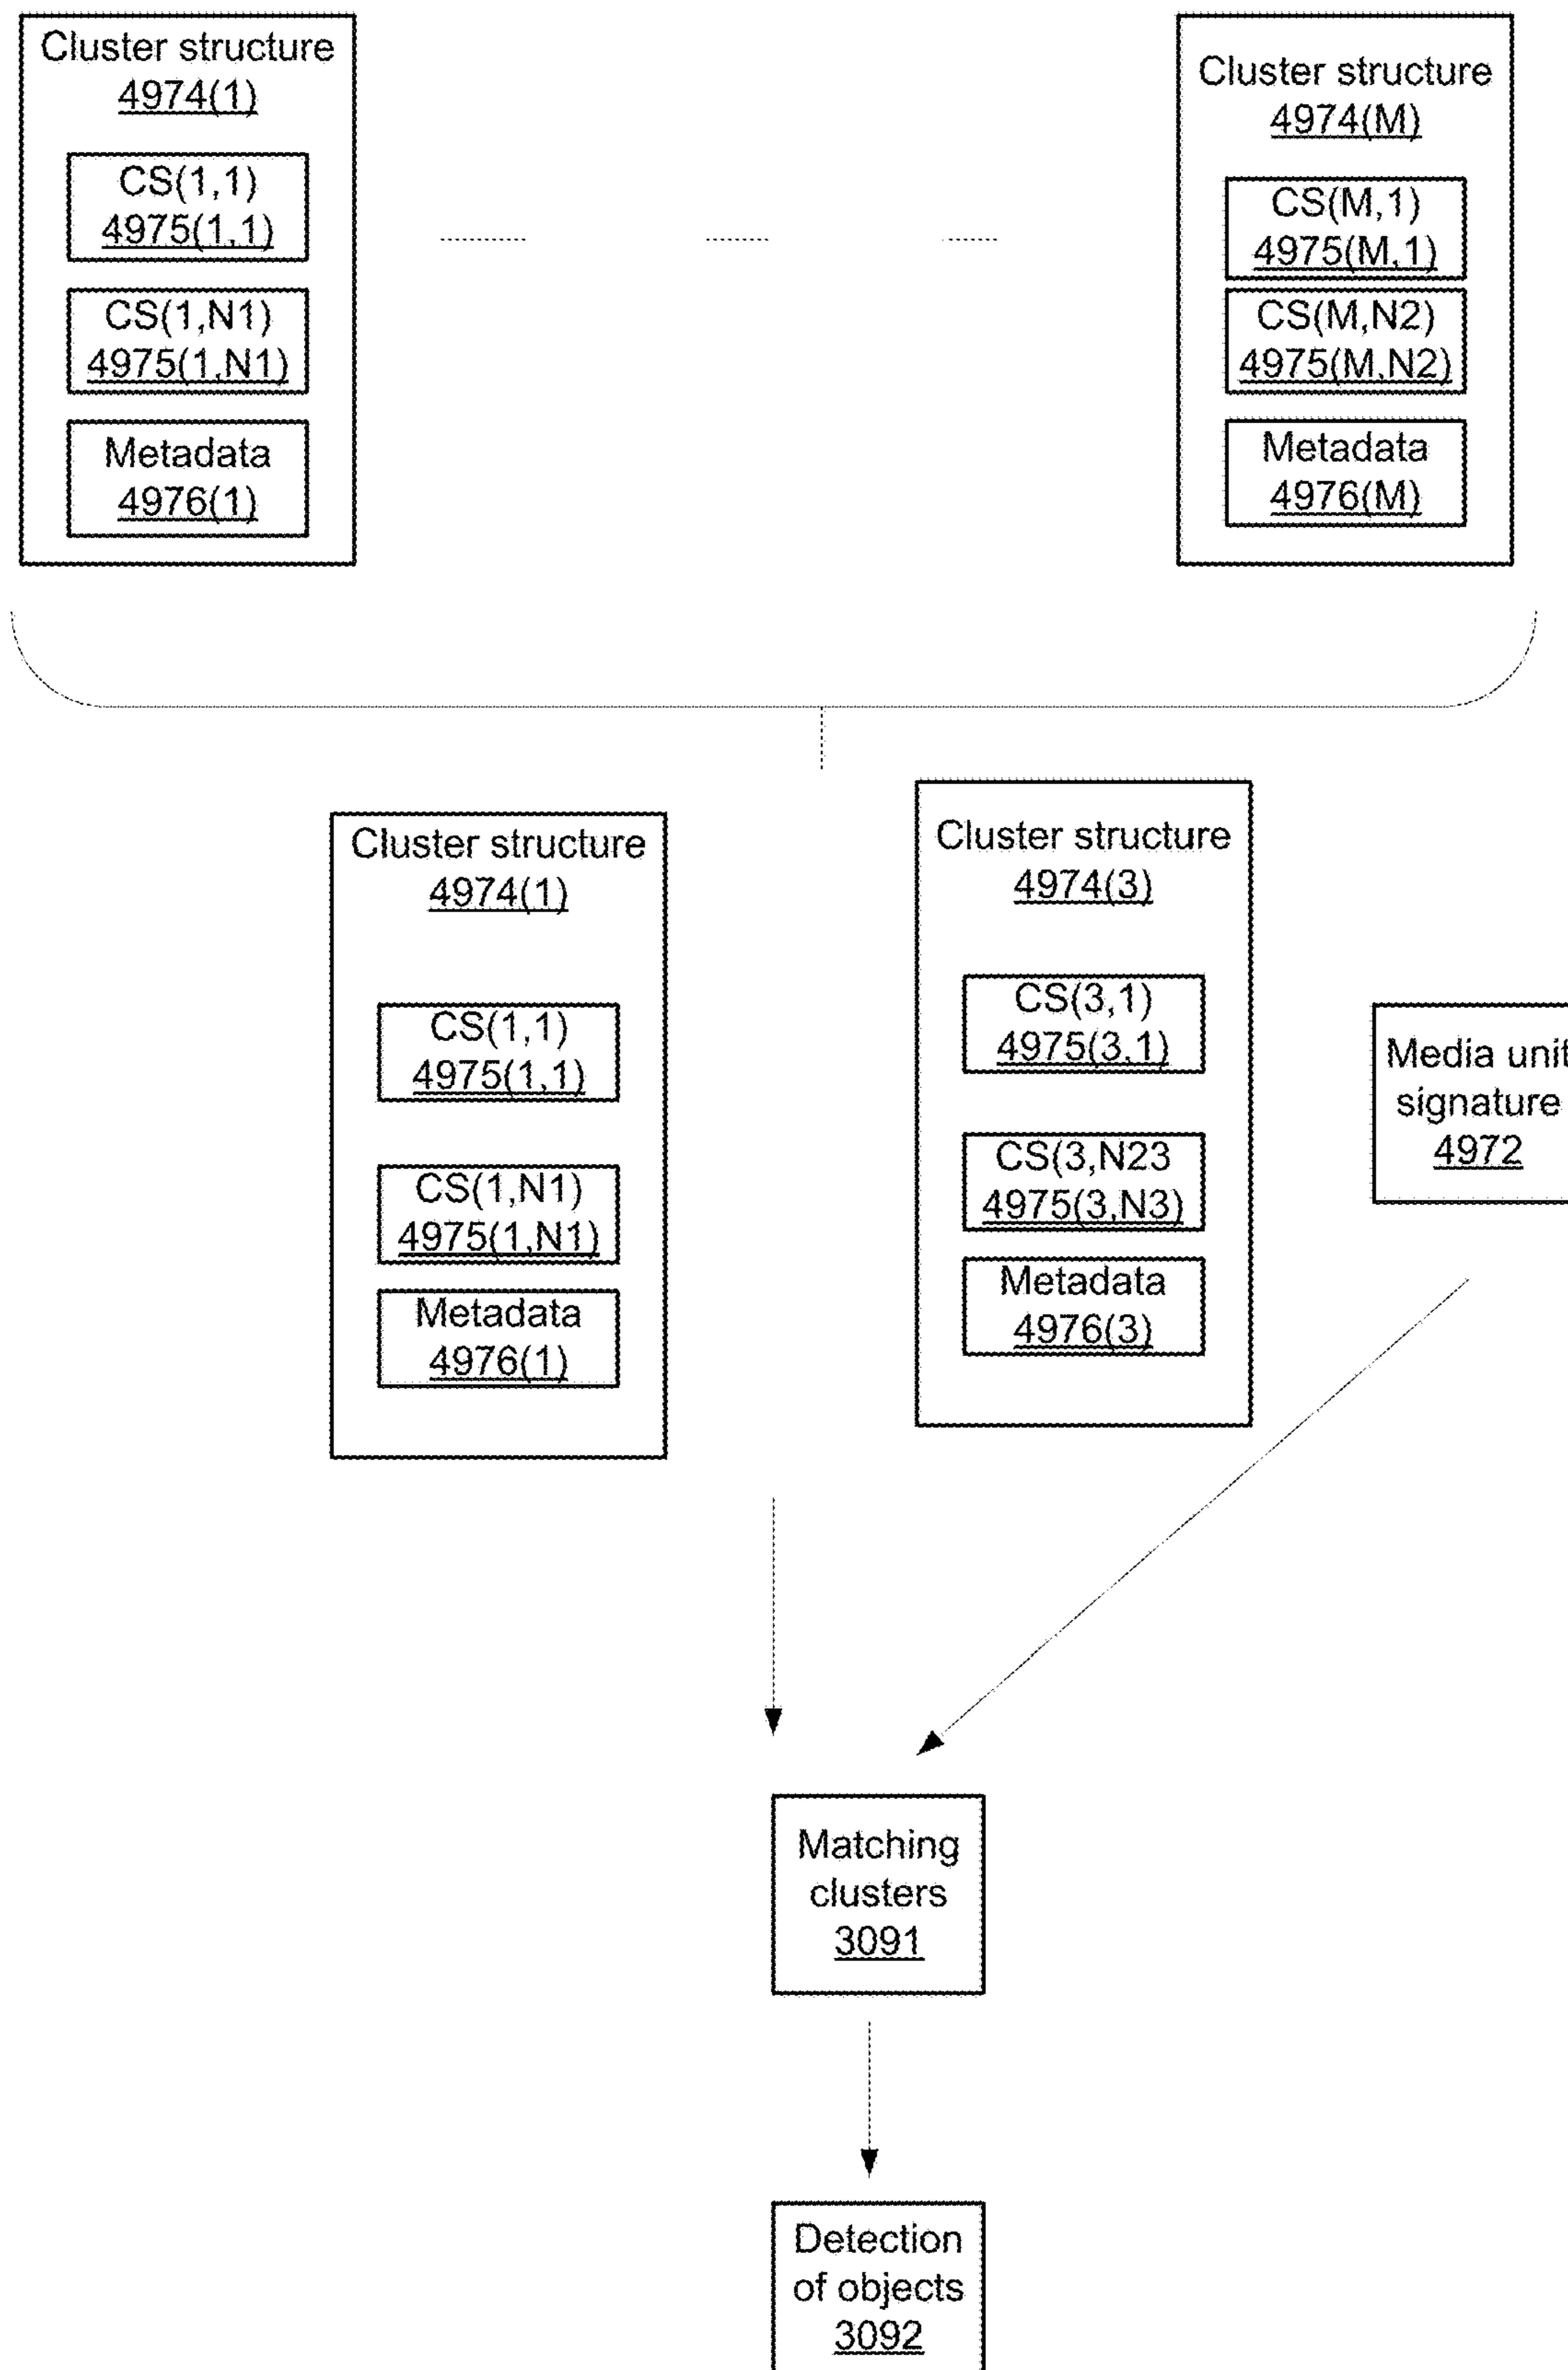 Cluster structure
4974(1)
CS(1,1)
4975(1,1)
CS(1,N1)
4975(1,N1)
Metadata
4976(1)
Cluster structure
4974(M)
CS(M,1)
4975(M,1)
CS(M,N2)
4975(M,N2)
Metadata
4976(M)
Cluster structure
4974(1)
CS(1,1)
4975(1,1)
CS(1,N1)
4975(1,N1)
Metadata
4976(1)
Cluster structure
4974(3)
CS(3,1)
4975(3,1)
CS(3,N23
4975(3,N3)
Metadata
4976(3)
Media unit
signature
4972
Matching
clusters
3091
Detection
of objects
3092